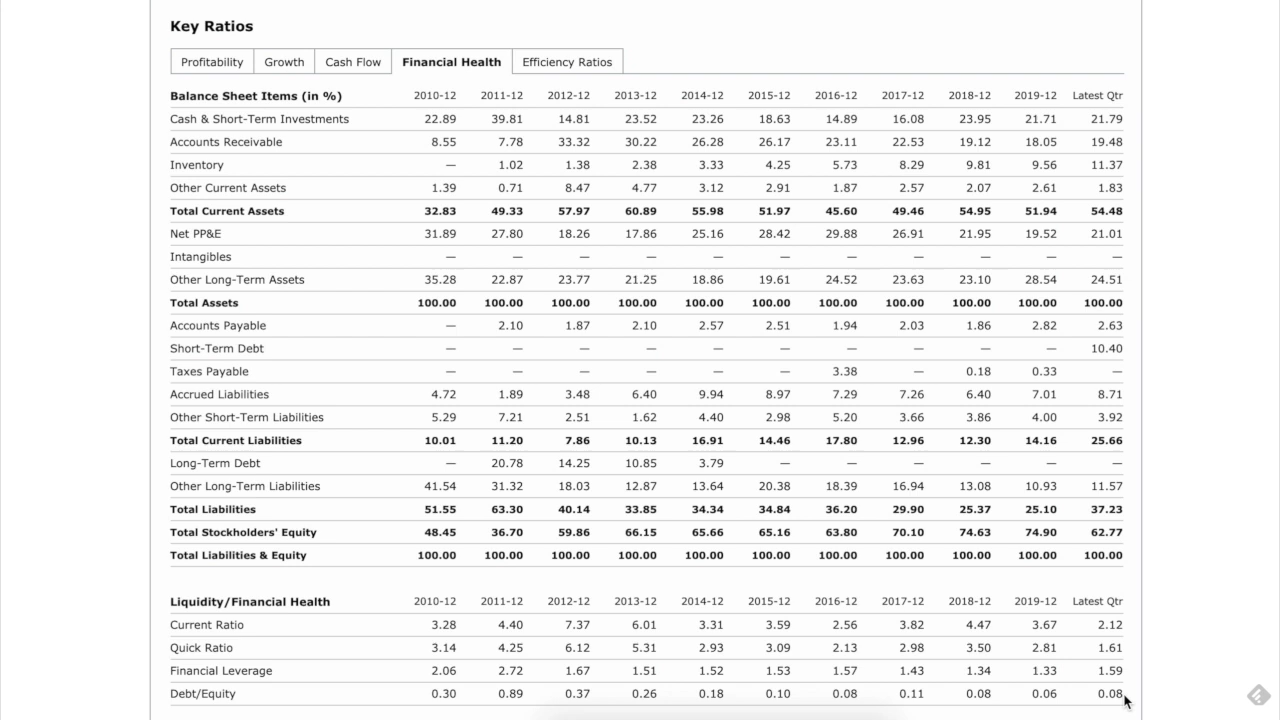 Key Ratios
Profitability Growth Cash Flow Financial Health Efficiency Ratios
Balance Sheet Items (in %) 2010-12 2011-12 2012-12 2013-12 2014-12 2015-12 2016-12 2017-12 2018-12 2019-12 Latest Qtr
Cash & Short-Term Investments 22.89 39.81 14.81 23.52 23.26 18.63 14.89 16.08 23.95 21.71 21.79
Accounts Receivable 8.55 7.78 33.32 30.22 26.28 26.17 23.11 22.53 19.12 18.05 19.48
Inventory — 1.02 1.38 2.38 3.33 4.25 5.73 8.29 9.81 9.56 11.37
Other Current Assets 1.39 0.71 8.47 4.77 3.12 2.91 1.87 2.57 2.07 2.61 1.83
Total Current Assets 32.83 49.33 57.97 60.89 55.98 51.97 45.60 49.46 54.95 51.94 54.48
Net PP&E 31.89 27.80 18.26 17.86 25.16 28.42 29.88 26.91 21.95 19.52 21.01
Intangibles — — — — — — — — — — —
Other Long-Term Assets 35.28 22.87 23.77 21.25 18.86 19.61 24.52 23.63 23.10 28.54 24.51
Total Assets 100.00 100.00 100.00 100.00 100.00 100.00 100.00 100.00 100.00 100.00 100.00
Accounts Payable — 2.10 1.87 2.10 2.57 2.51 1.94 2.03 1.86 2.82 2.63
Short-Term Debt — — — — — — — — — — 10.40
Taxes Payable — — — — — — 3.38 — 0.18 0.33 —
Accrued Liabilities 4.72 1.89 3.48 6.40 9.94 8.97 7.29 7.26 6.40 7.01 8.71
Other Short-Term Liabilities 5.29 7.21 2.51 1.62 4.40 2.98 5.20 3.66 3.86 4.00 3.92
Total Current Liabilities 10.01 11.20 7.86 10.13 16.91 14.46 17.80 12.96 12.30 14.16 25.66
Long-Term Debt — 20.78 14.25 10.85 3.79 — — — — — —
Other Long-Term Liabilities 41.54 31.32 18.03 12.87 13.64 20.38 18.39 16.94 13.08 10.93 11.57
Total Liabilities 51.55 63.30 40.14 33.85 34.34 34.84 36.20 29.90 25.37 25.10 37.23
Total Stockholders' Equity 48.45 36.70 59.86 66.15 65.66 65.16 63.80 70.10 74.63 74.90 62.77
Total Liabilities & Equity 100.00 100.00 100.00 100.00 100.00 100.00 100.00 100.00 100.00 100.00 100.00
Liquidity/Financial Health 2010-12 2011-12 2012-12 2013-12 2014-12 2015-12 2016-12 2017-12 2018-12 2019-12 Latest Qtr
Current Ratio 3.28 4.40 7.37 6.01 3.31 3.59 2.56 3.82 4.47 3.67 2.12
Quick Ratio 3.14 4.25 6.12 5.31 2.93 3.09 2.13 2.98 3.50 2.81 1.61
Financial Leverage 2.06 2.72 1.67 1.51 1.52 1.53 1.57 1.43 1.34 1.33 1.59
Debt/Equity 0.30 0.89 0.37 0.26 0.18 0.10 0.08 0.11 0.08 0.06 0.08